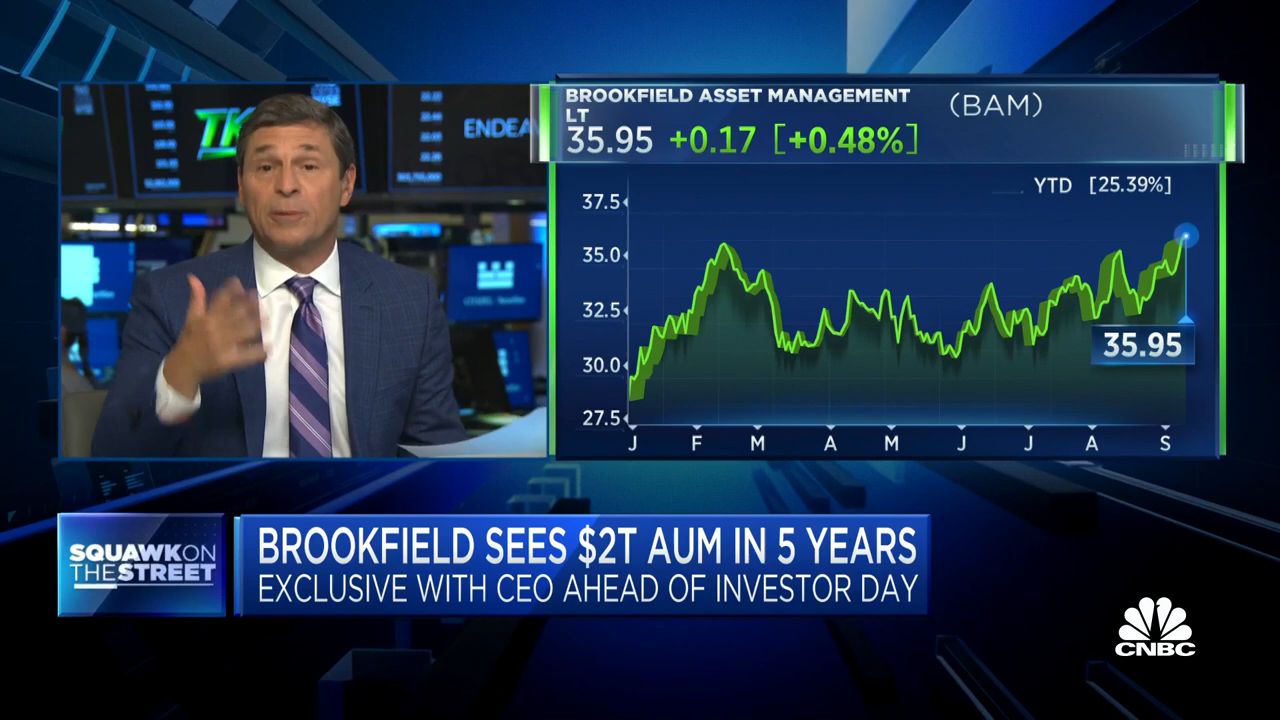 TK
ENDEA
BROOKFIELD ASSET MANAGEMENT
LT
(BAM)
35.95 +0.17 [+0.48%]
YTD [25.39%]
37.5
35.0
32.5
30.0
27.5
35.95
J F M A M J J A S
SQUAWK ON
THE STREET
BROOKFIELD SEES $2T AUM IN 5 YEARS
EXCLUSIVE WITH CEO AHEAD OF INVESTOR DAY
CNBC